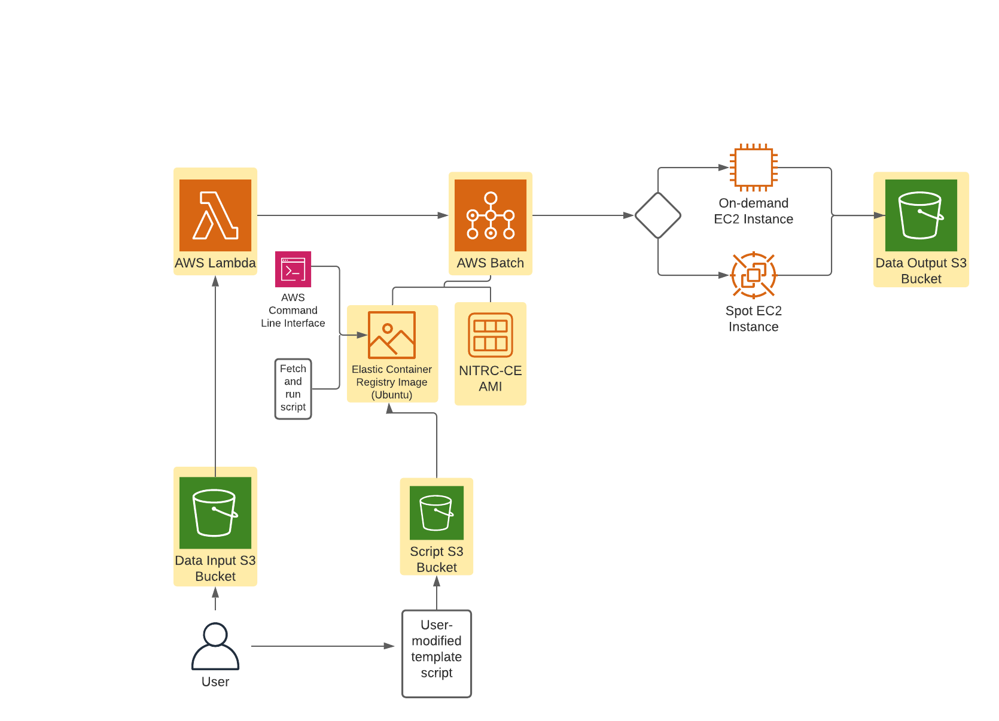 On-demand
EC2 Instance
AWS Lambda
AWS Batch
Data Output S3
Bucket
AWS
Command
Line Interface
Spot EC2
Instance
Fetch
and
run
script
Elastic Container
Registry Image
(Ubuntu)
NITRC-CE
AMI
Data Input S3
Bucket
Script S3
Bucket
User-
modified
template
script
User